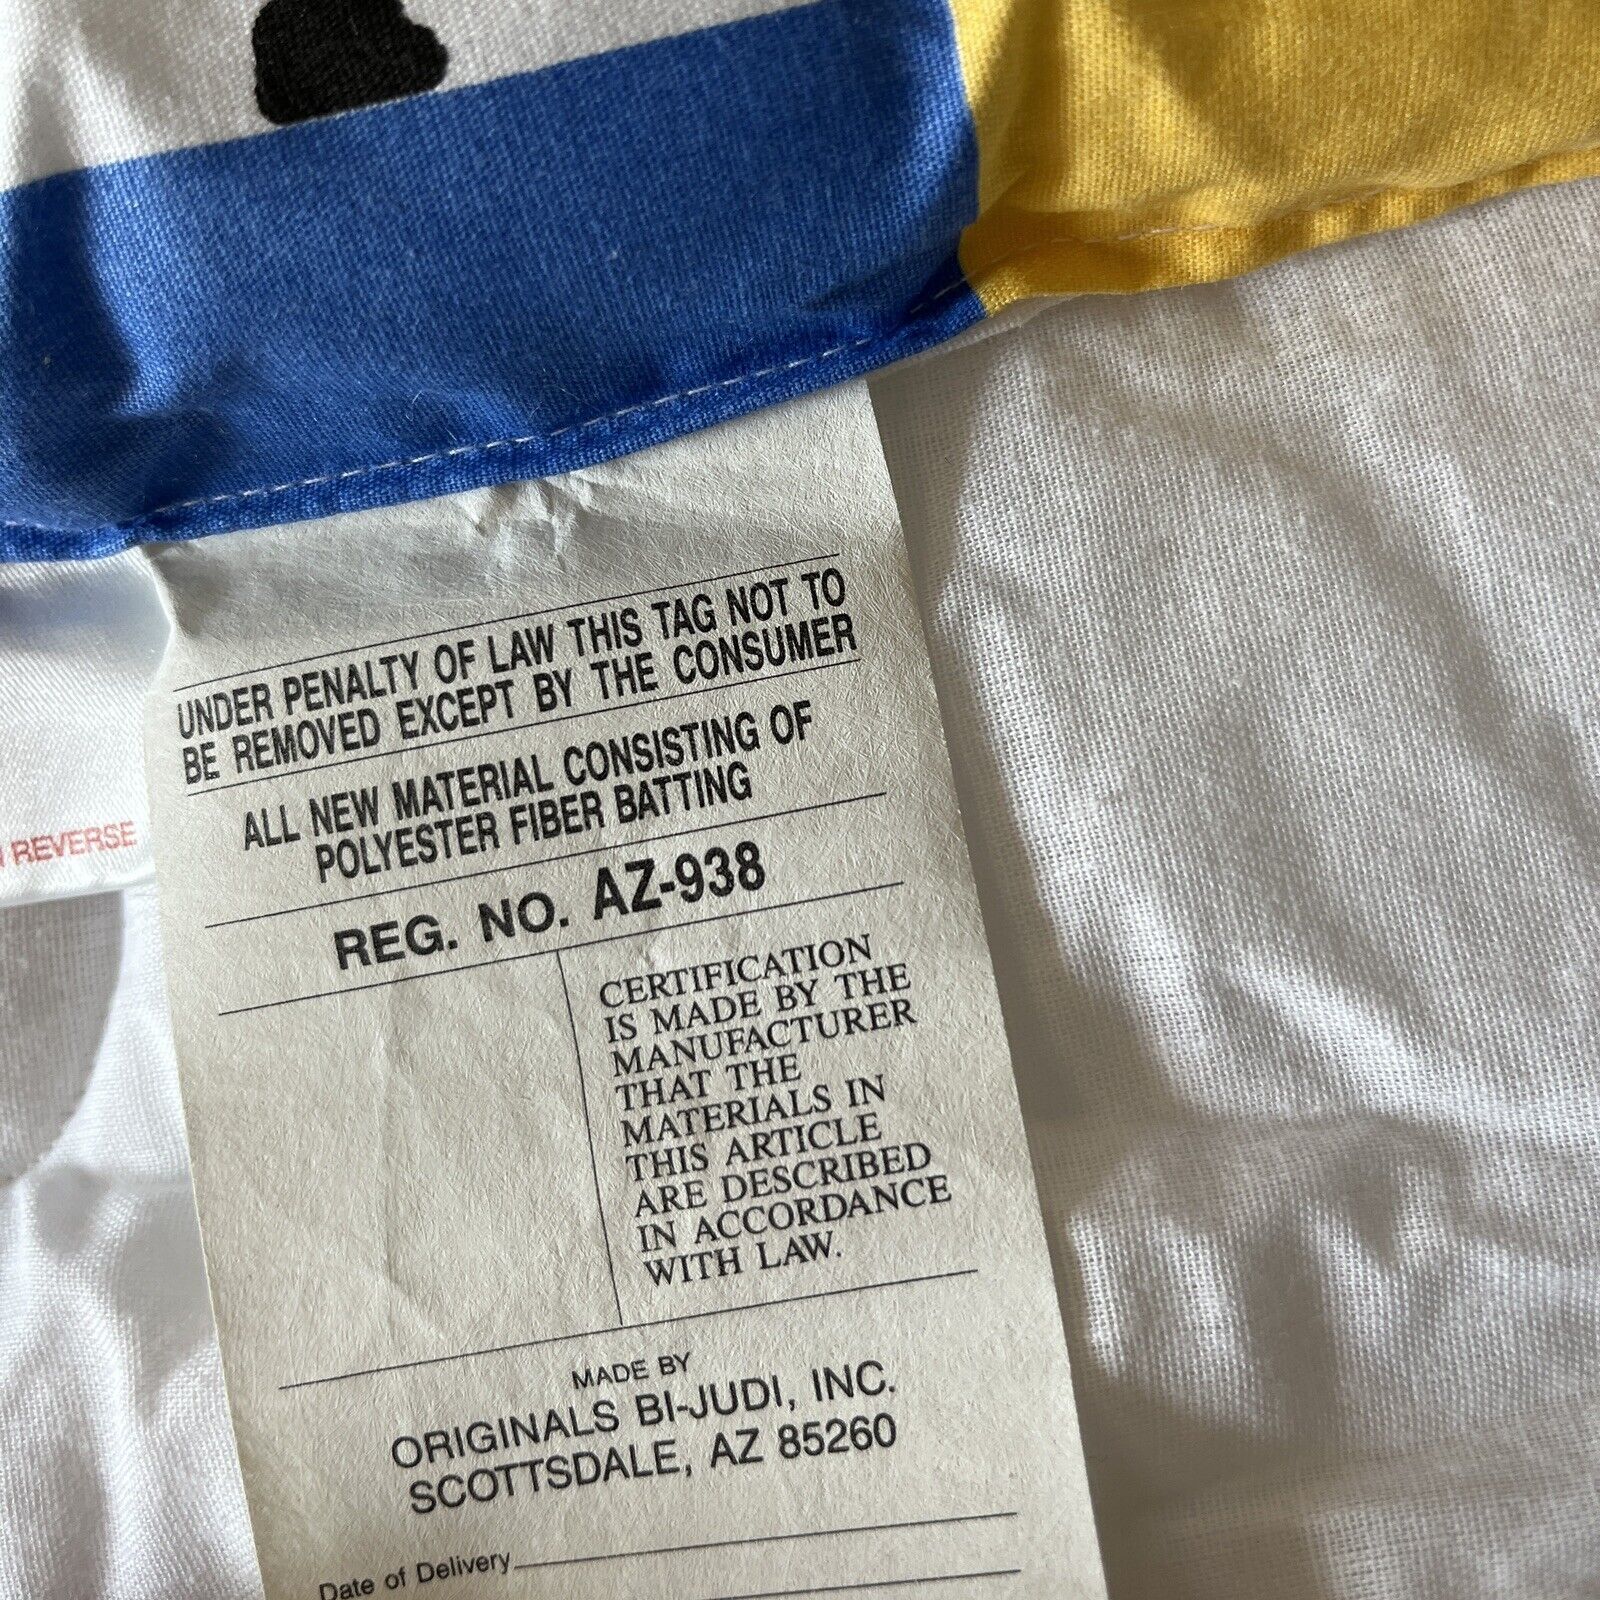 UNDER PENALTY OF LAW THIS TAG NOT TO
BE REMOVED EXCEPT BY THE CONSUMER
ALL NEW MATERIAL CONSISTING OF
POLYESTER FIBER BATTING
REG. NO. AZ-938
CERTIFICATION
IS MADE BY THE
MANUFACTURER
THAT THE
MATERIALS IN
THIS ARTICLE
ARE DESCRIBED
IN ACCORDANCE
WITH LAW.
MADE BY
ORIGINALS BI-JUDI, INC.
SCOTTSDALE, AZ 85260
Date of Delivery
REVERSE